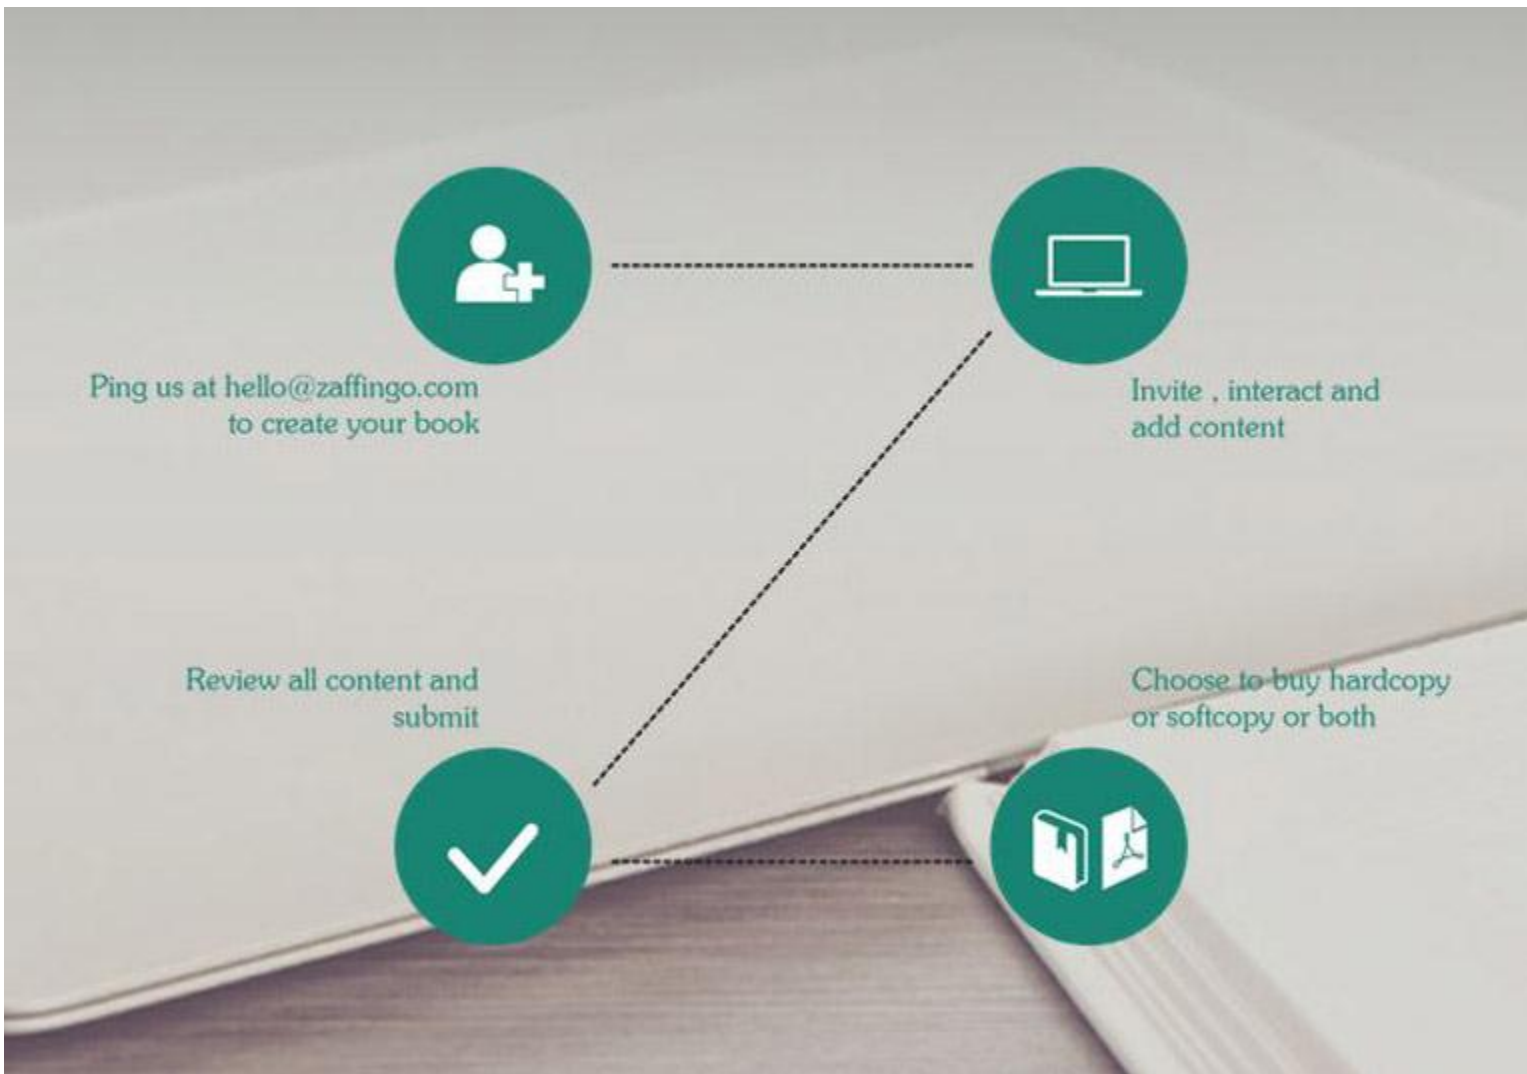 Ping us at hello@zaffingo.com
to create your book
Invite , interact and
add content
Review all content and
submit
Choose to buy hardcopy
or softcopy or both